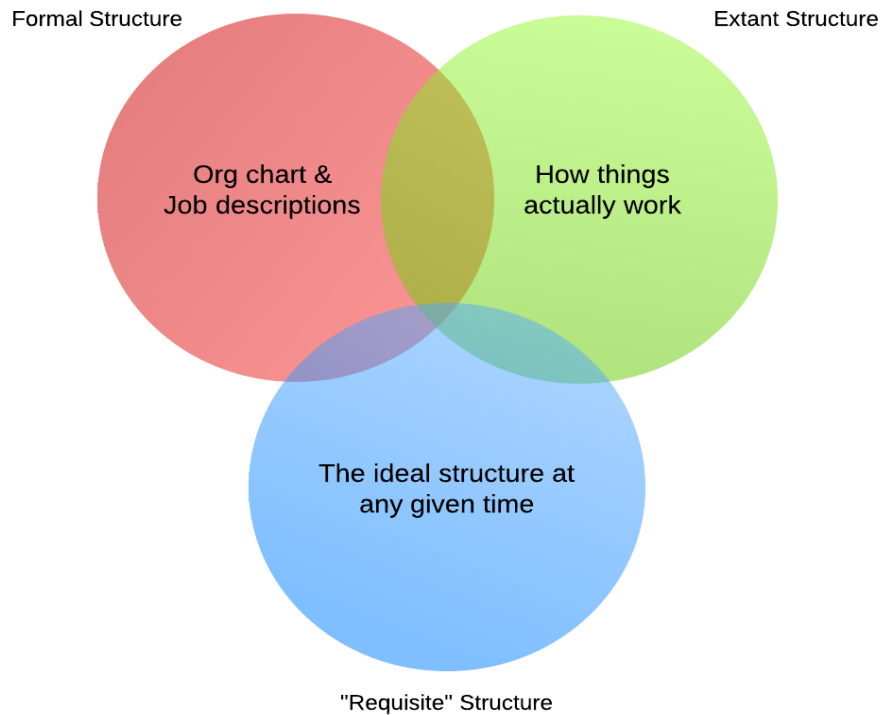 Formal Structure
Extant Structure
Org chart &
Job descriptions
How things
actually work
The ideal structure at
any given time
"Requisite" Structure